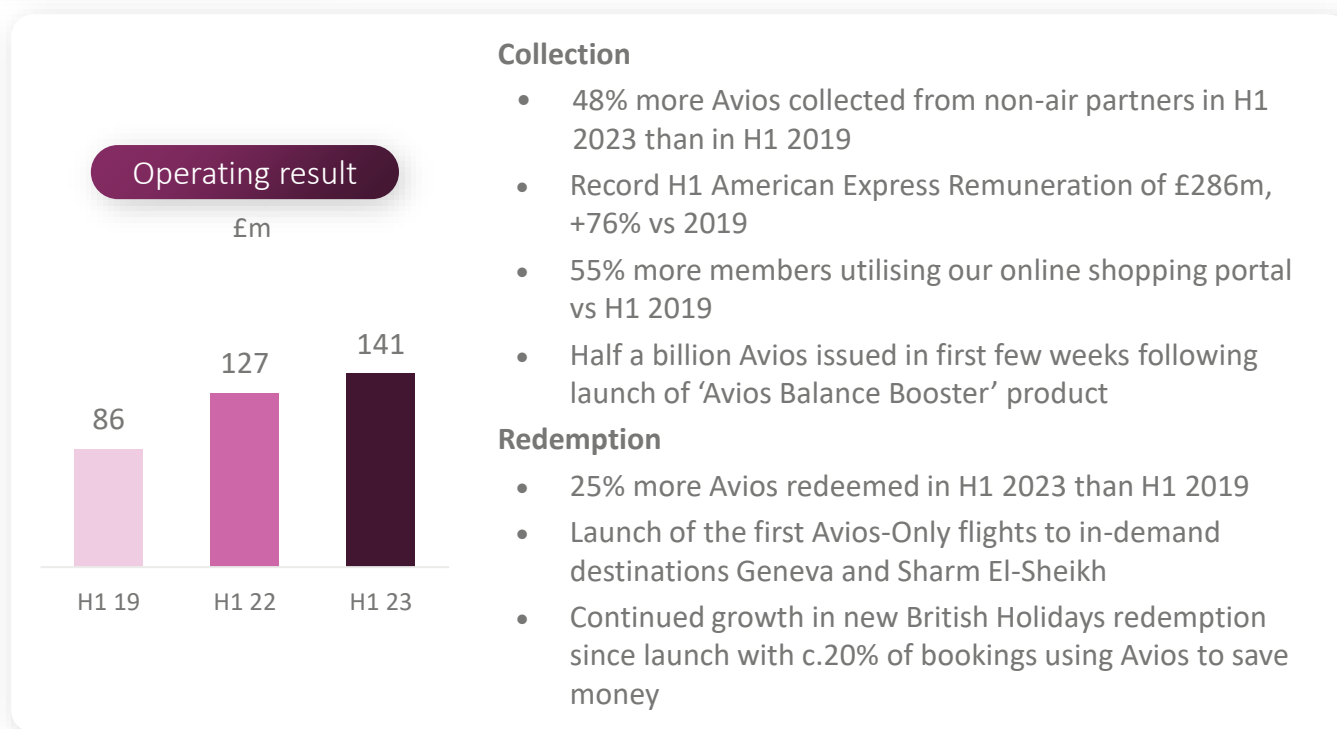 Operating result
£m
86
127
141
H1 19
H1 22
H1 23
Collection
• 48% more Avios collected from non-air partners in H1
2023 than in H1 2019
• Record H1 American Express Remuneration of £286m,
+76% vs 2019
• 55% more members utilising our online shopping portal
vs H1 2019
• Half a billion Avios issued in first few weeks following
launch of ‘Avios Balance Booster’ product
Redemption
• 25% more Avios redeemed in H1 2023 than H1 2019
• Launch of the first Avios-Only flights to in-demand
destinations Geneva and Sharm El-Sheikh
• Continued growth in new British Holidays redemption
since launch with c.20% of bookings using Avios to save
money